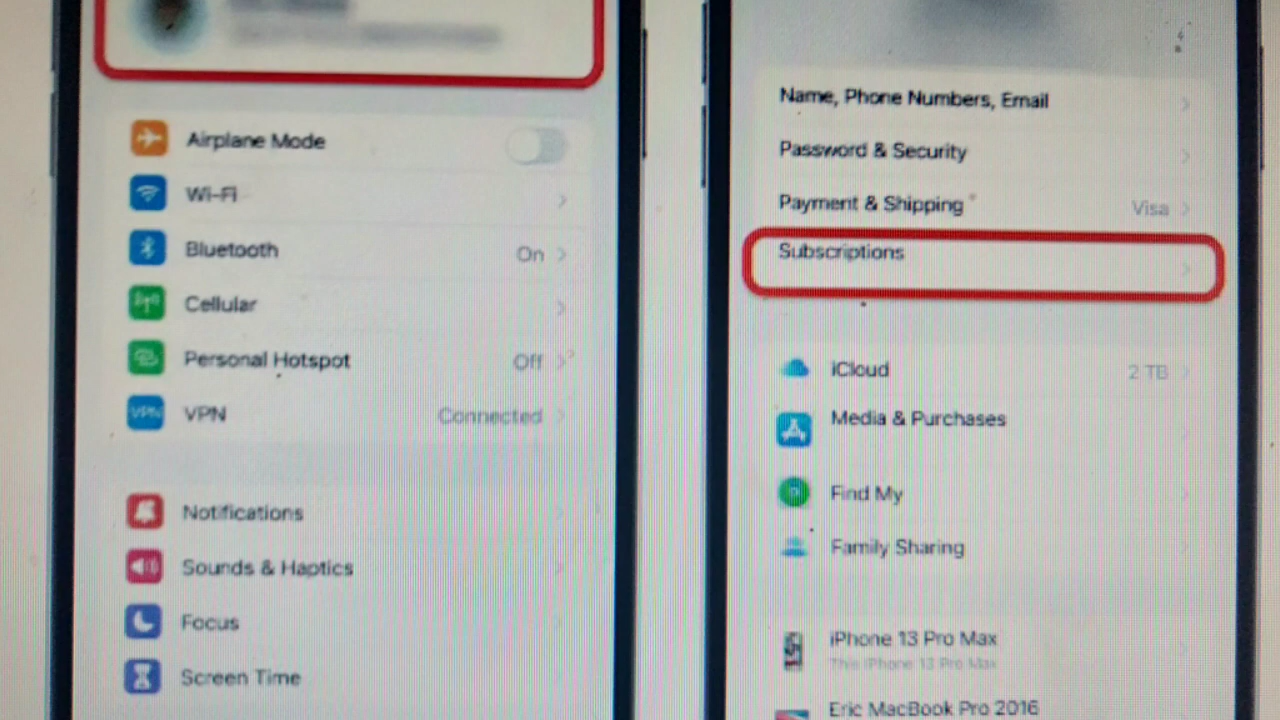 Airplane Mode
Wi-Fi
Bluetooth On
Cellular
Personal Hotspot Off
VPN VPN Connected
Notifications
Sounds & Haptics
Focus
Screen Time
Name, Phone Numbers, Email
Password & Security
Payment & Shipping Visa
Subscriptions
iCloud 2 TB
Media & Purchases
Find My
Family Sharing
iPhone 13 Pro Max
This iPhone 13 Pro Max
Eric MacBook Pro 2016